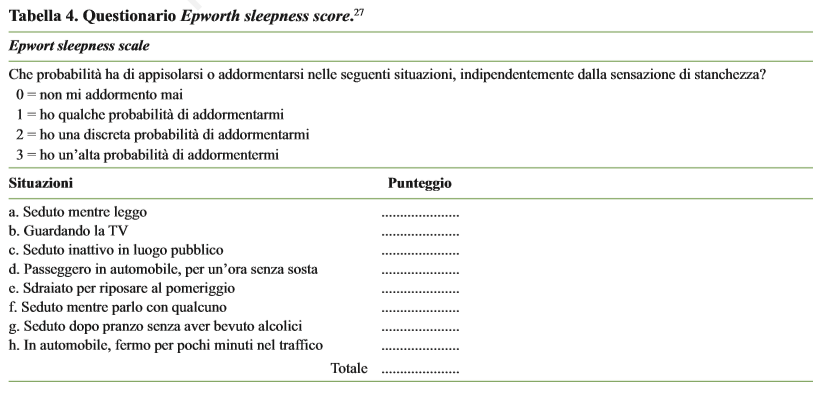 Tabella 4. Questionario Epworth sleepness score.27
Epwort sleepness scale
Che probabilità ha di appisolarsi o addormentarsi nelle seguenti situazioni, indipendentemente dalla sensazione di stanchezza?
0 = non mi addormento mai
1 = ho qualche probabilità di addormentarmi
2 = ho una discreta probabilità di addormentarmi
3 = ho un’alta probabilità di addormentermi
Situazioni Punteggio
a. Seduto mentre leggo .....................
b. Guardando la TV .....................
c. Seduto inattivo in luogo pubblico .....................
d. Passeggero in automobile, per un’ora senza sosta .....................
e. Sdraiato per riposare al pomeriggio .....................
f. Seduto mentre parlo con qualcuno .....................
g. Seduto dopo pranzo senza aver bevuto alcolici .....................
h. In automobile, fermo per pochi minuti nel traffico .....................
Totale .....................